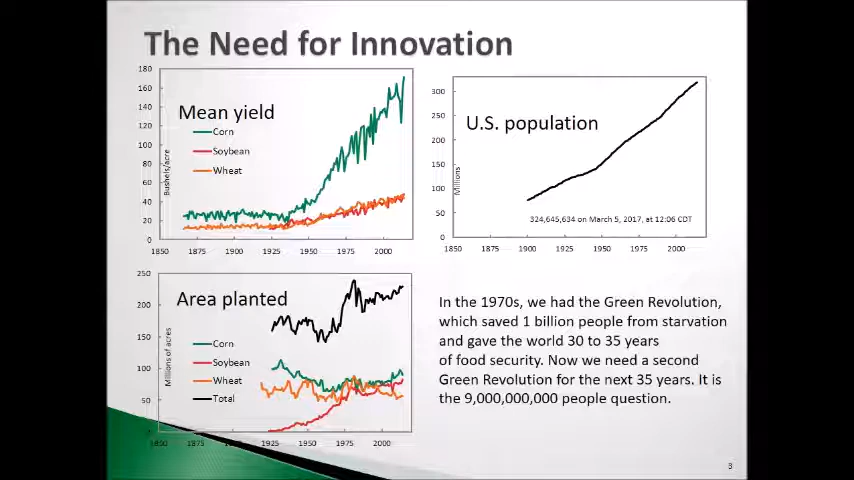 The Need for Innovation
180
160
140
120
100
80
60
40
20
0
Bushels/acre
Mean yield
Corn
Soybean
Wheat
1850 1875 1900 1925 1950 1975 2000
300
250
200
150
100
50
0
Millions
U.S. population
324,645,634 on March 5, 2017, at 12:06 CDT
1850 1875 1900 1925 1950 1975 2000
250
200
150
100
50
0
Millions of acres
Area planted
Corn
Soybean
Wheat
Total
1850 1875 1900 1925 1950 1975 2000
In the 1970s, we had the Green Revolution,
which saved 1 billion people from starvation
and gave the world 30 to 35 years
of food security. Now we need a second
Green Revolution for the next 35 years. It is
the 9,000,000,000 people question.
3